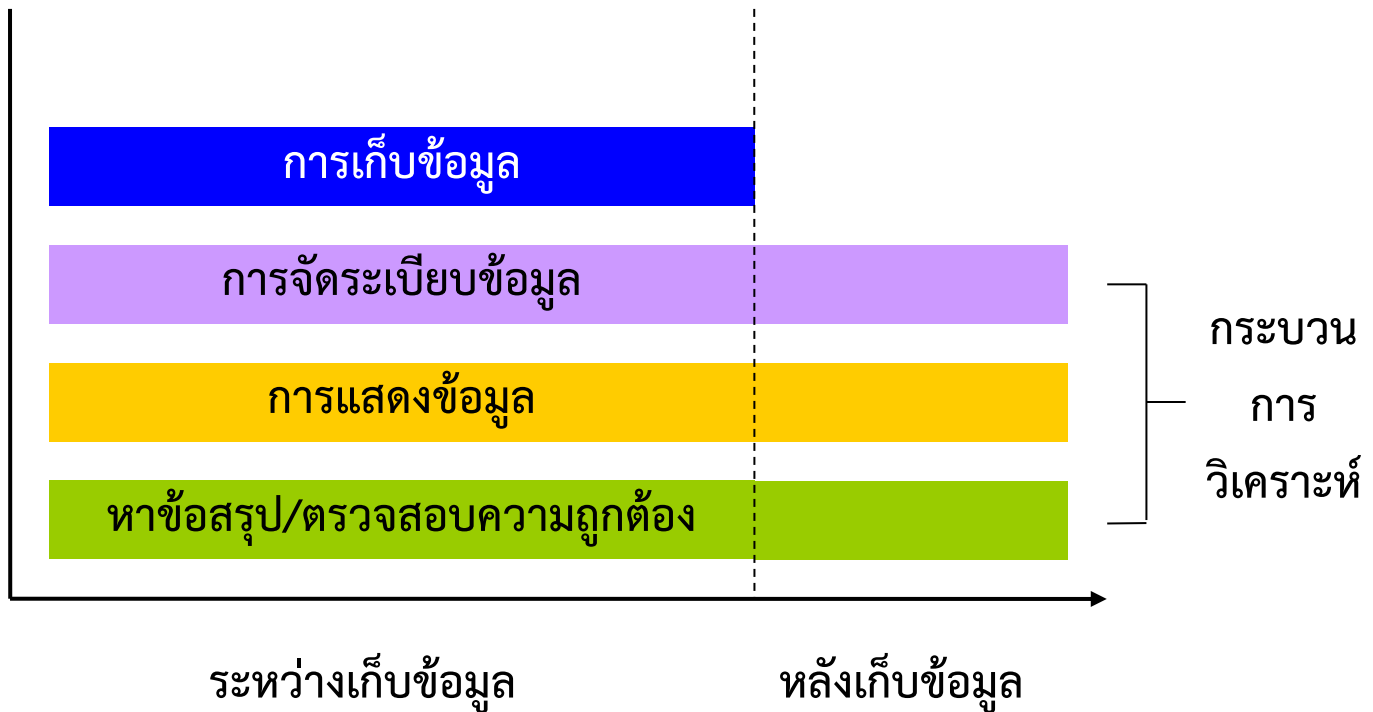 การเก็บข้อมูล
การจัดระเบียบข้อมูล
การแสดงข้อมูล
หาข้อสรุป/ตรวจสอบความถูกต้อง
กระบวน
การ
วิเคราะห์
ระหว่างเก็บข้อมูล
หลังเก็บข้อมูล